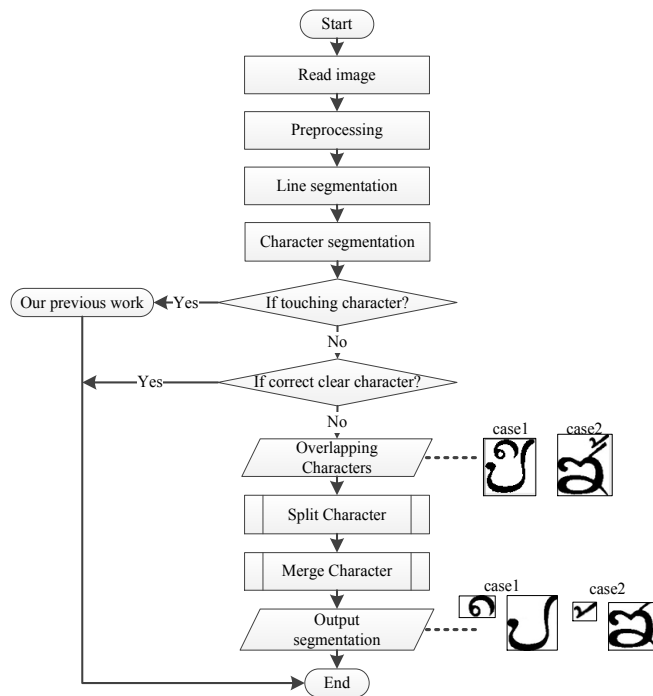 Start
Read image
Preprocessing
Line segmentation
Character segmentation
If touching character?
Yes
Our previous work
No
If correct clear character?
Yes
No
Overlapping
Characters
case1
case2
Split Character
Merge Character
Output
segmentation
case1
case2
End